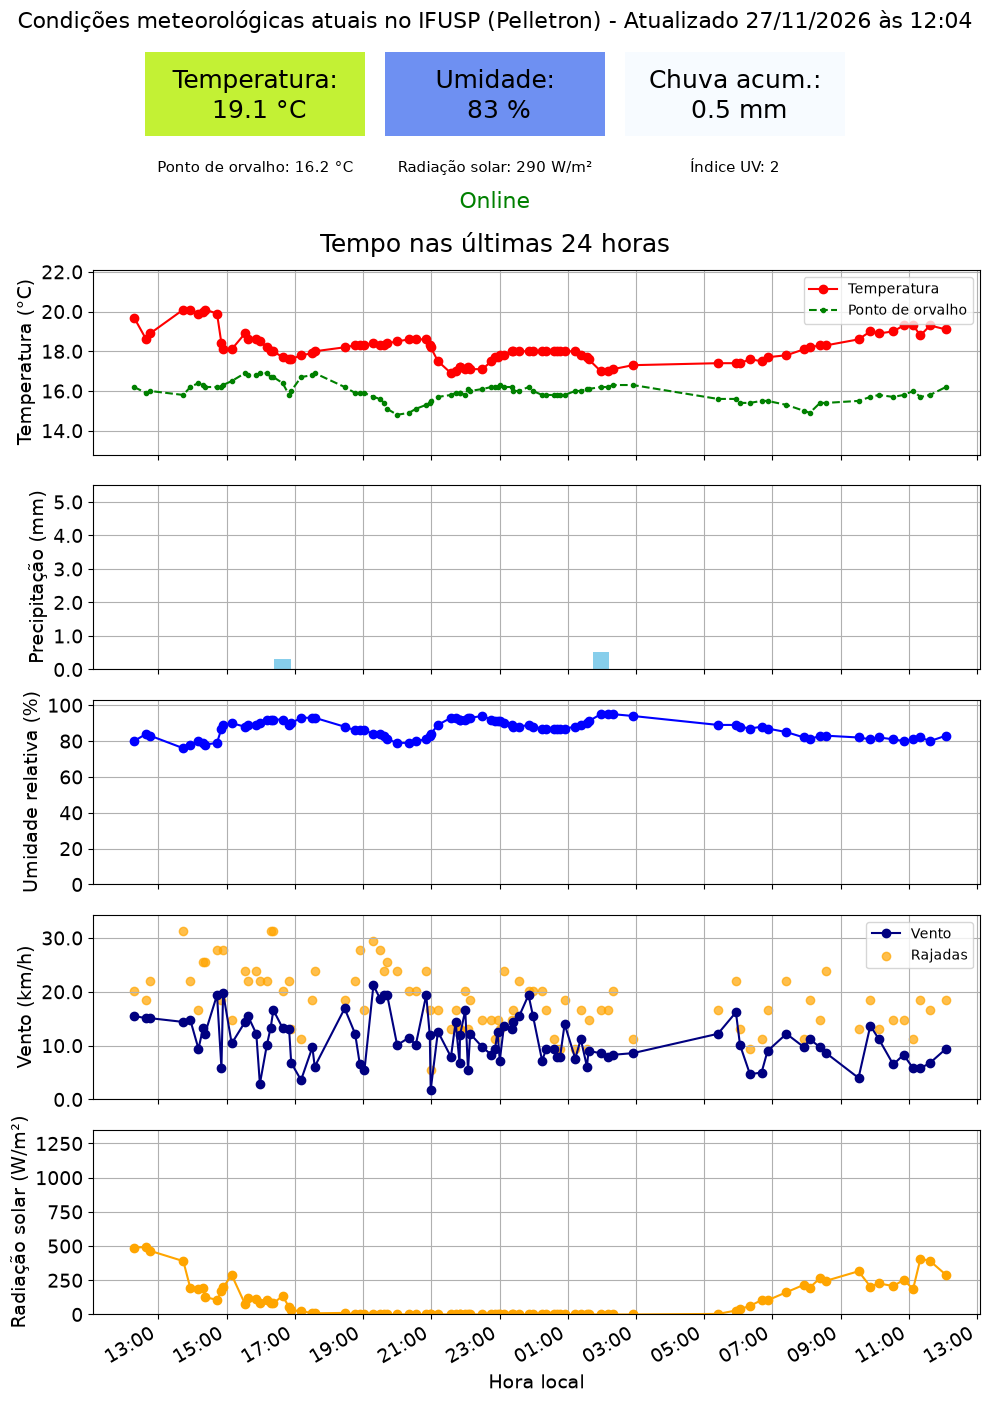 Condições meteorológicas atuais no IFUSP (Pelletron) - Atualizado 27/11/2026 às 12:04
Temperatura:
19.1 °C
Umidade:
83 %
Chuva acum.:
0.5 mm
Ponto de orvalho: 16.2 °C
Radiação solar: 290 W/m²
Índice UV: 2
Online
Tempo nas últimas 24 horas
Temperatura (°C)
22.0
20.0
18.0
16.0
14.0
Temperatura
Ponto de orvalho
Precipitação (mm)
5.0
4.0
3.0
2.0
1.0
0.0
Umidade relativa (%)
100
80
60
40
20
0
Vento (km/h)
30.0
20.0
10.0
0.0
Vento
Rajadas
Radiação solar (W/m²)
1250
1000
750
500
250
0
13:00
15:00
17:00
19:00
21:00
23:00
01:00
03:00
05:00
07:00
09:00
11:00
13:00
Hora local